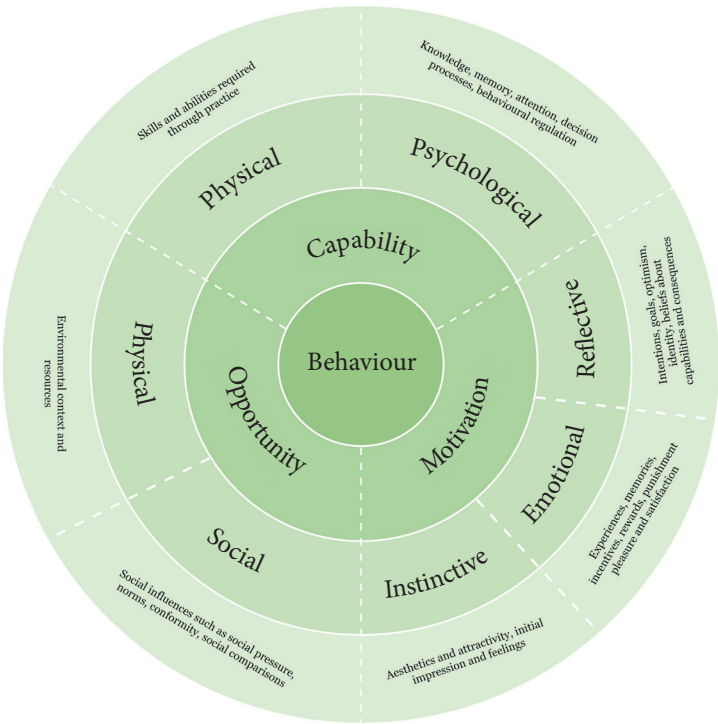 Behaviour
Capability
Opportunity
Motivation
Physical
Psychological
Reflective
Emotional
Instinctive
Social
Physical
Skills and abilities required
through practice
Knowledge, memory, attention, decision
processes, behavioural regulation
Intentions, goals, optimism,
identity, beliefs about
capabilities and consequences
Experiences, memories,
incentives, rewards, punishment
pleasure and satisfaction
Aesthetics and attractivity, initial
impression and feelings
Social influences such as social pressure,
norms, conformity, social comparisons
Environmental context and
resources